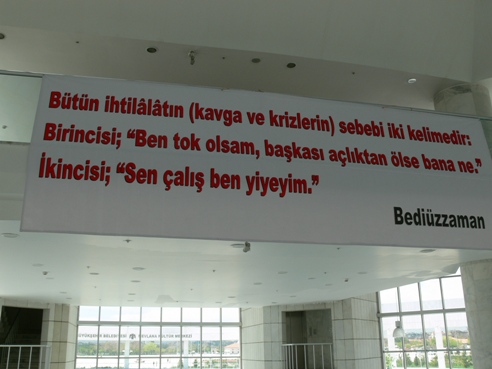 Bütün ihtilâlâtın (kavga ve krizlerin) sebebi iki kelimedir:
Birincisi; “Ben tok olsam, başkası açlıktan ölse bana ne.”
İkincisi; “Sen çalış ben yiyeyim.”
Bediüzzaman